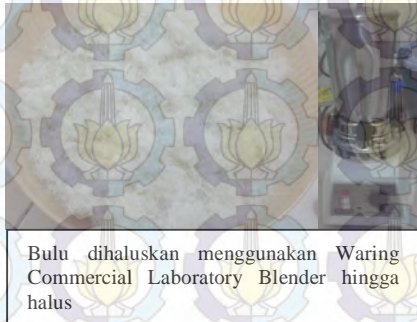 Bulu dihaluskan menggunakan Waring
Commercial Laboratory Blender hingga
halus